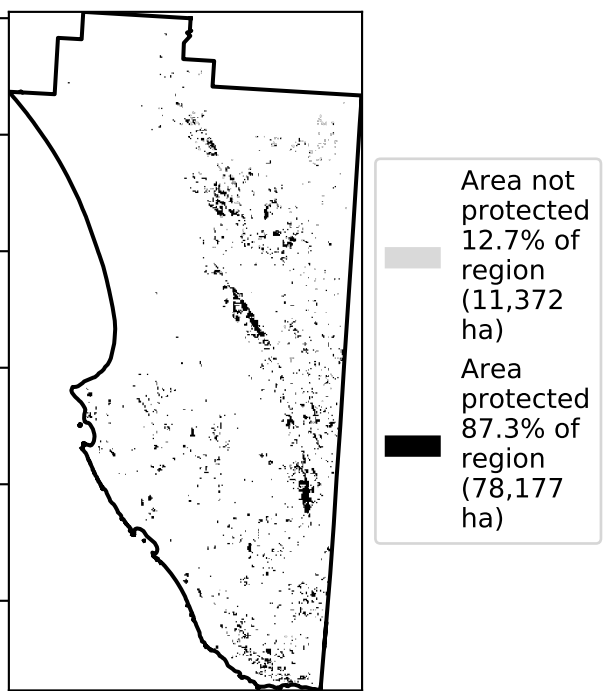 Area not
protected
12.7% of
region
(11,372
ha)
Area
protected
87.3% of
region
(78,177
ha)